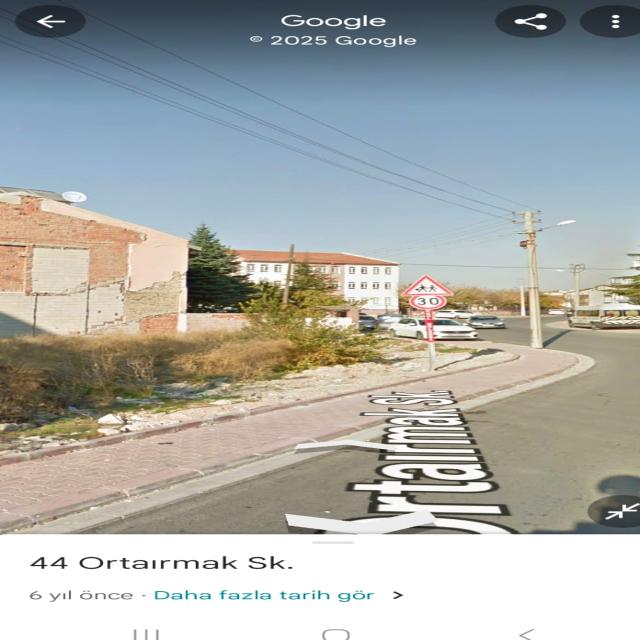 Google
© 2025 Google
30
Ortaırmak Sk.
44 Ortaırmak Sk.
6 yıl önce · Daha fazla tarih gör >